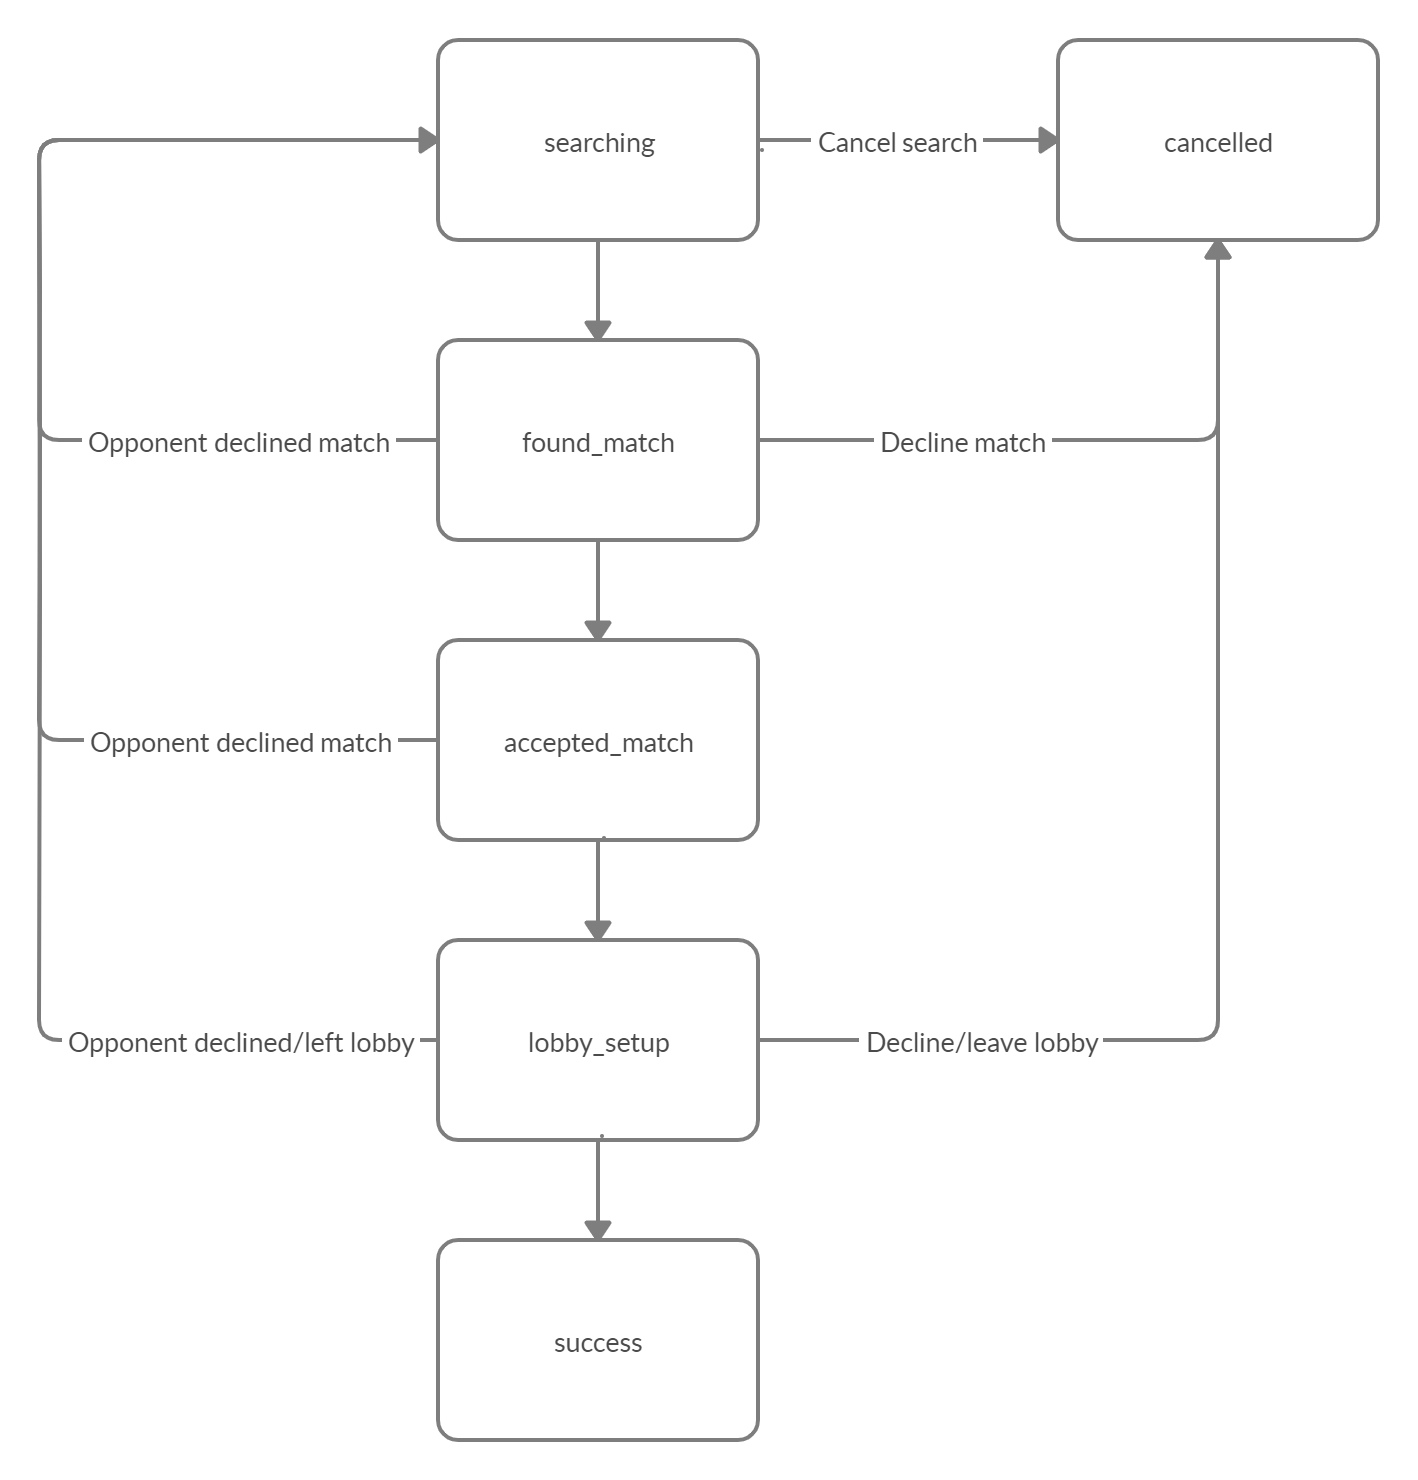 searching
Cancel search
cancelled
Opponent declined match
found_match
Decline match
Opponent declined match
accepted_match
Opponent declined/left lobby
lobby_setup
Decline/leave lobby
success